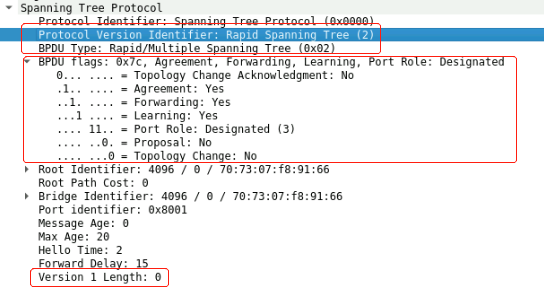 Spanning Tree Protocol
Protocol Identifier: Spanning Tree Protocol (0x0000)
Protocol Version Identifier: Rapid Spanning Tree (2)
BPDU Type: Rapid/Multiple Spanning Tree (0x02)
BPDU flags: 0x7c, Agreement, Forwarding, Learning, Port Role: Designated
0... .... = Topology Change Acknowledgment: No
.1.. .... = Agreement: Yes
..1. .... = Forwarding: Yes
...1 .... = Learning: Yes
.... 11.. = Port Role: Designated (3)
.... ..0. = Proposal: No
.... ...0 = Topology Change: No
Root Identifier: 4096 / 0 / 70:73:07:f8:91:66
Root Path Cost: 0
Bridge Identifier: 4096 / 0 / 70:73:07:f8:91:66
Port identifier: 0x8001
Message Age: 0
Max Age: 20
Hello Time: 2
Forward Delay: 15
Version 1 Length: 0